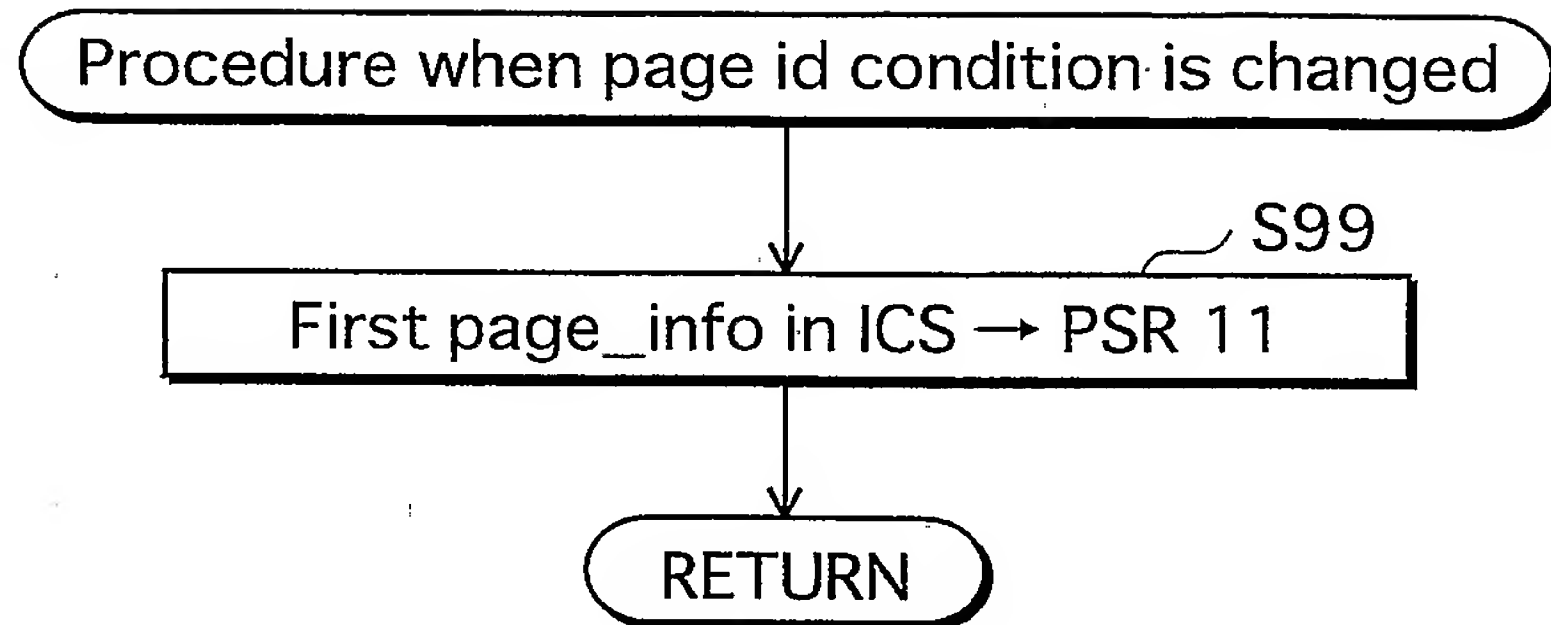 Procedure when page id condition is changed
S99
First page_info in ICS → PSR 11
RETURN